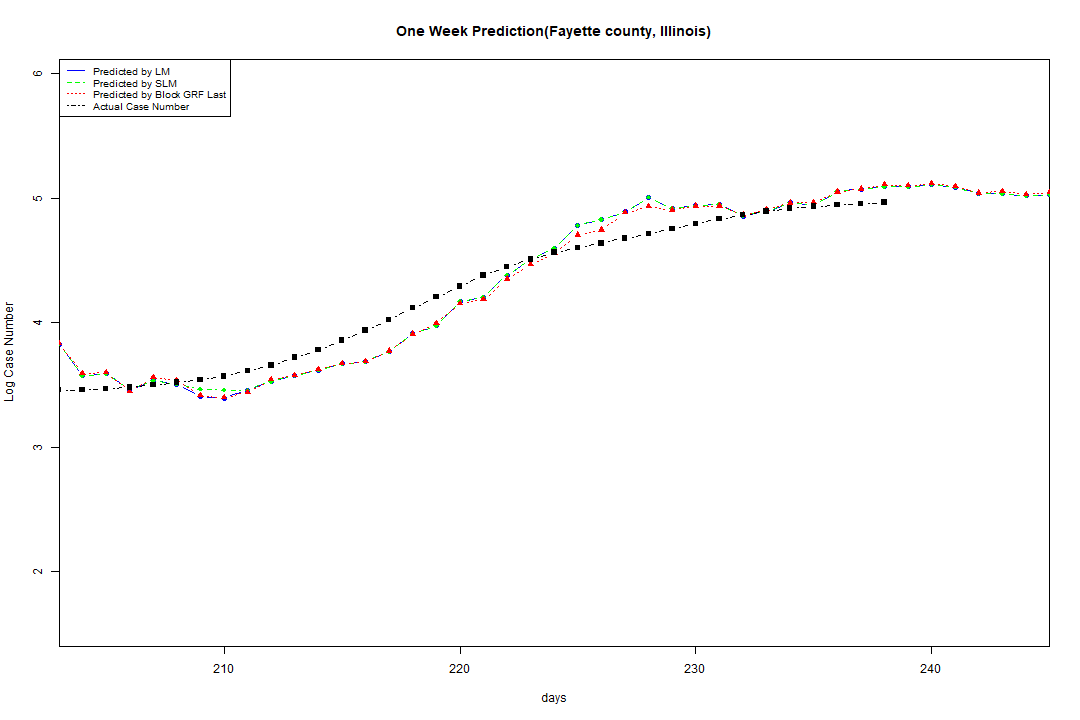 One Week Prediction(Fayette county, Illinois)
Predicted by LM
Predicted by SLM
Predicted by Block GRF Last
Actual Case Number
Log Case Number
6
5
4
3
2
210 220 230 240
days